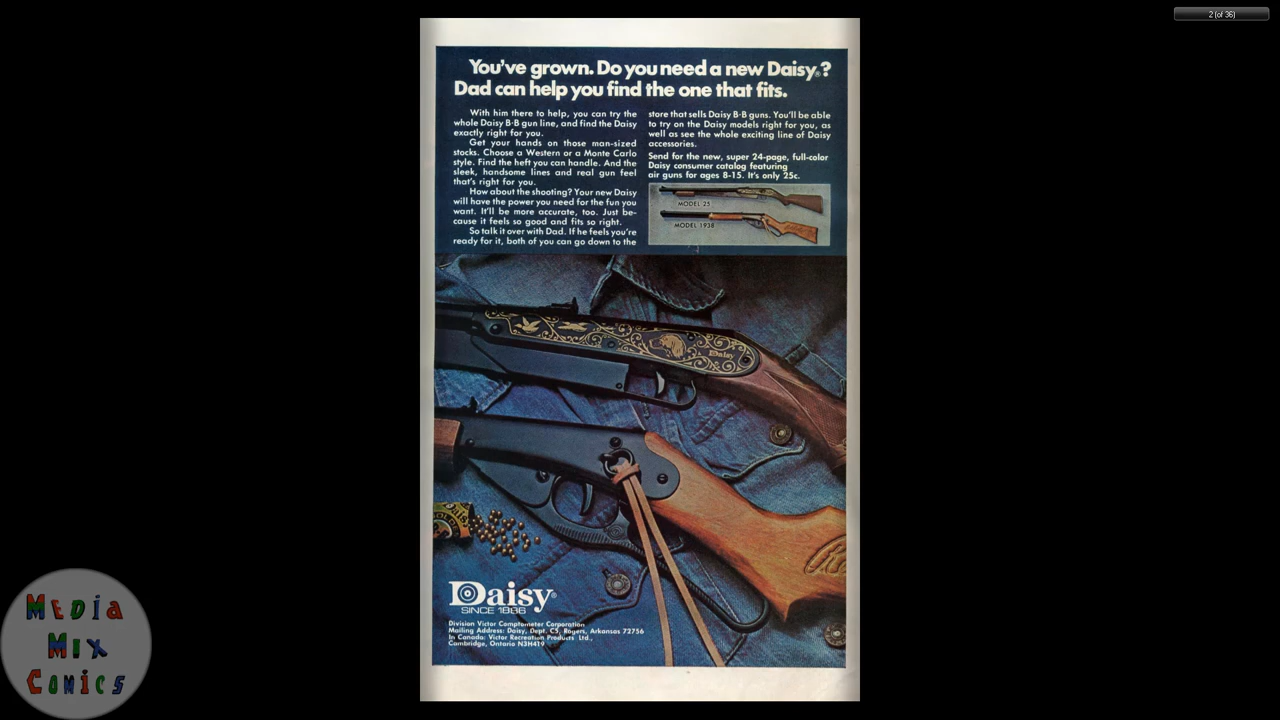 2 (of 36)
You've grown. Do you need a new Daisy®?
Dad can help you find the one that fits.
With him there to help, you can try the
whole Daisy B·B gun line, and find the Daisy
exactly right for you.
Get your hands on those man-sized
stocks. Choose a Western or a Monte Carlo
style. Find the heft you can handle. And the
sleek, handsome lines and real gun feel
that's right for you.
How about the shooting? Your new Daisy
will have the power you need for the fun you
want. It'll be more accurate, too. Just be-
cause it feels so good and fits so right.
So talk it over with Dad. If he feels you're
ready for it, both of you can go down to the
store that sells Daisy B·B guns. You'll be able
to try on the Daisy models right for you, as
well as see the whole exciting line of Daisy
accessories.
Send for the new, super 24-page, full-color
Daisy consumer catalog featuring
air guns for ages 8-15. It's only 25c.
MODEL 25
MODEL 1938
Daisy
Daisy®
SINCE 1886
Division Victor Comptometer Corporation
Mailing Address: Daisy, Dept. C5, Rogers, Arkansas 72756
In Canada: Victor Recreation Products Ltd.,
Cambridge, Ontario N3H419
MEDIA
MIX
COMICS